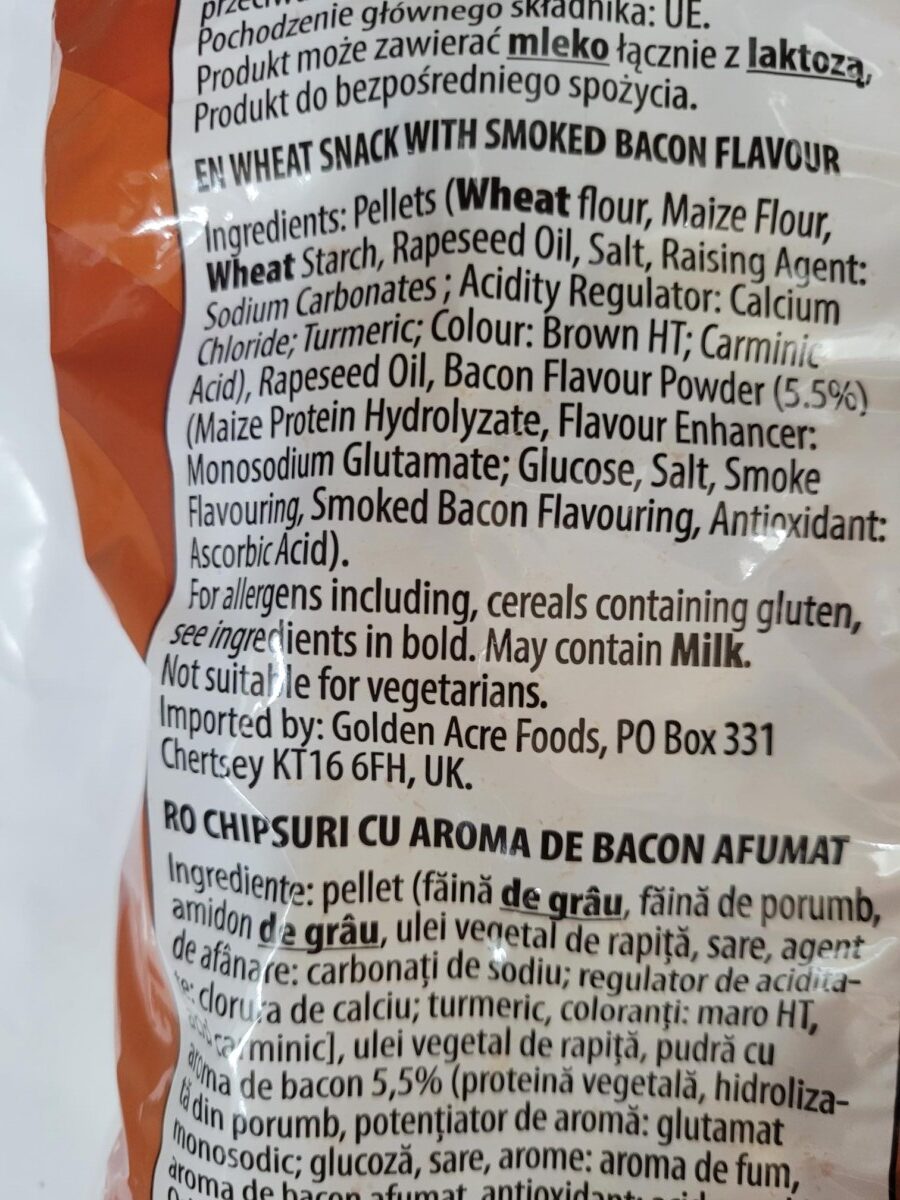 Pochodzenie głównego składnika: UE.
Produkt może zawierać mleko łącznie z laktozą,
Produkt do bezpośredniego spożycia.
EN WHEAT SNACK WITH SMOKED BACON FLAVOUR
Ingredients: Pellets (Wheat flour, Maize Flour,
Wheat Starch, Rapeseed Oil, Salt, Raising Agent:
Sodium Carbonates ; Acidity Regulator: Calcium
Chloride; Turmeric; Colour: Brown HT; Carminic
Acid), Rapeseed Oil, Bacon Flavour Powder (5.5%)
(Maize Protein Hydrolyzate, Flavour Enhancer:
Monosodium Glutamate; Glucose, Salt, Smoke
Flavouring, Smoked Bacon Flavouring, Antioxidant:
Ascorbic Acid).
For allergens including, cereals containing gluten,
see ingredients in bold. May contain Milk.
Not suitable for vegetarians.
Imported by: Golden Acre Foods, PO Box 331
Chertsey KT16 6FH, UK.
RO CHIPSURI CU AROMA DE BACON AFUMAT
Ingrediente: pellet (făină de grâu, făină de porumb,
amidon de grâu, ulei vegetal de rapiță, sare, agent
de afânare: carbonați de sodiu; regulator de acidita-
re: clorura de calciu; turmeric, coloranți: maro HT,
carminic], ulei vegetal de rapiță, pudră cu
aroma de bacon 5,5% (proteină vegetală, hidroliza-
tă din porumb, potențiator de aromă: glutamat
monosodic; glucoză, sare, arome: aroma de fum,
aroma de bacon afumat, antioxidant: